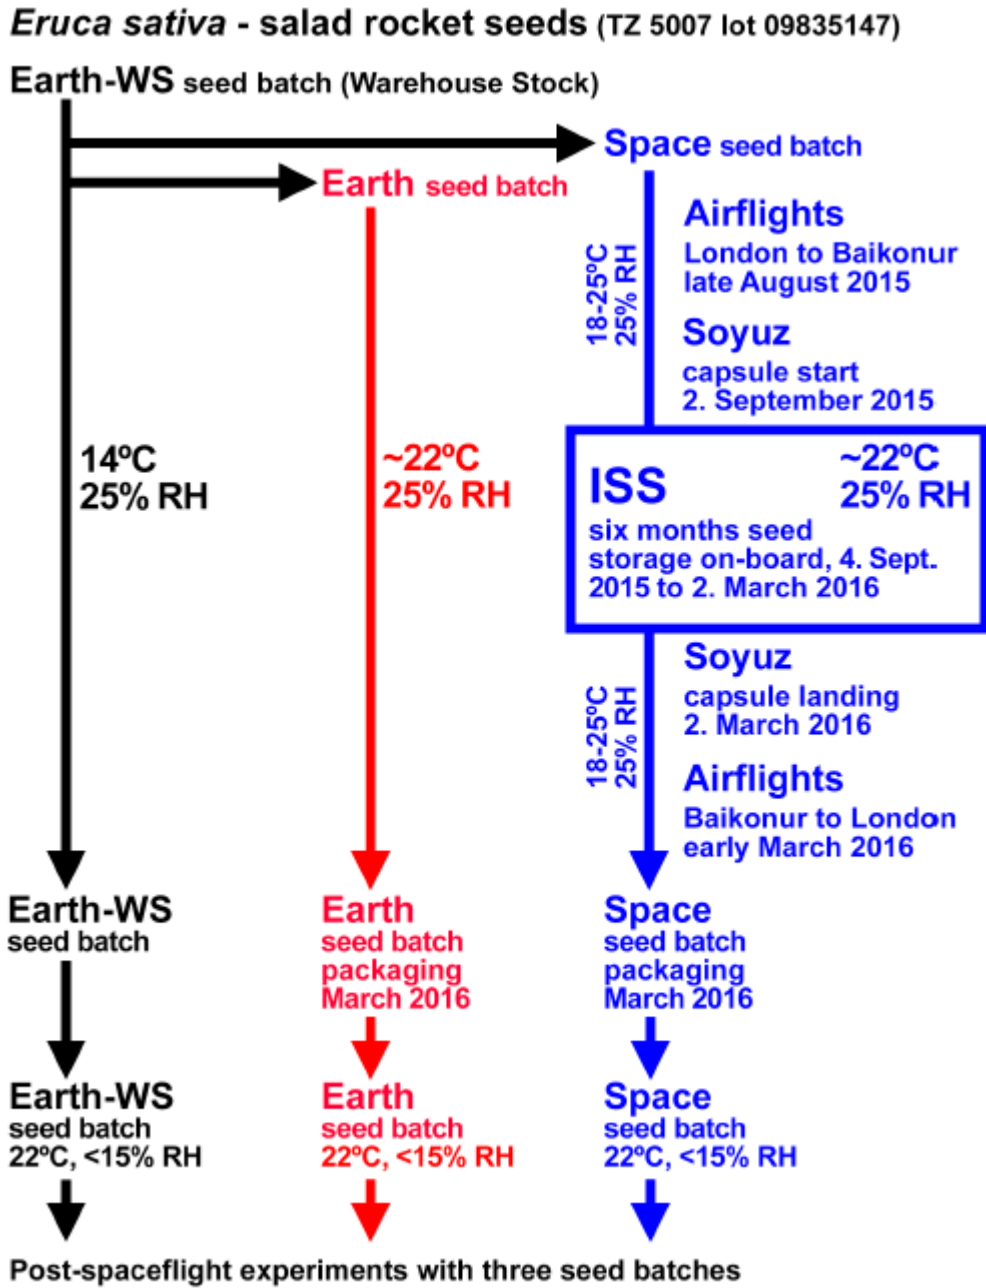 Eruca sativa - salad rocket seeds (TZ 5007 lot 09835147)
Earth-WS seed batch (Warehouse Stock)
Space seed batch
Earth seed batch
Airflights
London to Baikonur
late August 2015
18-25ºC
25% RH
Soyuz
capsule start
2. September 2015
14ºC
25% RH
~22ºC
25% RH
ISS
~22ºC
25% RH
six months seed
storage on-board, 4. Sept.
2015 to 2. March 2016
Soyuz
capsule landing
2. March 2016
18-25ºC
25% RH
Airflights
Baikonur to London
early March 2016
Earth-WS
seed batch
Earth
seed batch
packaging
March 2016
Space
seed batch
packaging
March 2016
Earth-WS
seed batch
22ºC, <15% RH
Earth
seed batch
22ºC, <15% RH
Space
seed batch
22ºC, <15% RH
Post-spaceflight experiments with three seed batches